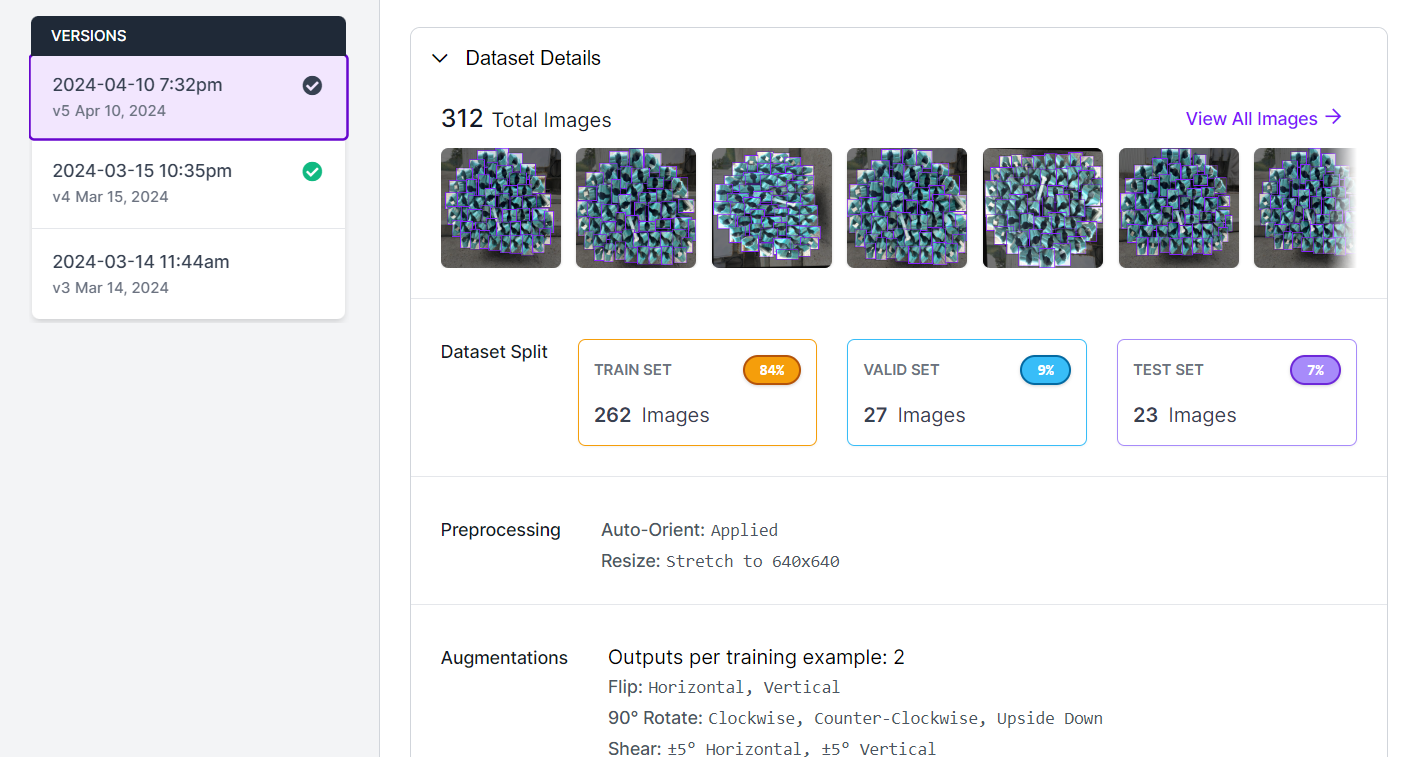 VERSIONS
2024-04-10 7:32pm
v5 Apr 10, 2024
2024-03-15 10:35pm
v4 Mar 15, 2024
2024-03-14 11:44am
v3 Mar 14, 2024
Dataset Details
312 Total Images
View All Images →
Dataset Split
TRAIN SET 84%
262 Images
VALID SET 9%
27 Images
TEST SET 7%
23 Images
Preprocessing
Auto-Orient: Applied
Resize: Stretch to 640x640
Augmentations
Outputs per training example: 2
Flip: Horizontal, Vertical
90° Rotate: Clockwise, Counter-Clockwise, Upside Down
Shear: ±5° Horizontal, ±5° Vertical